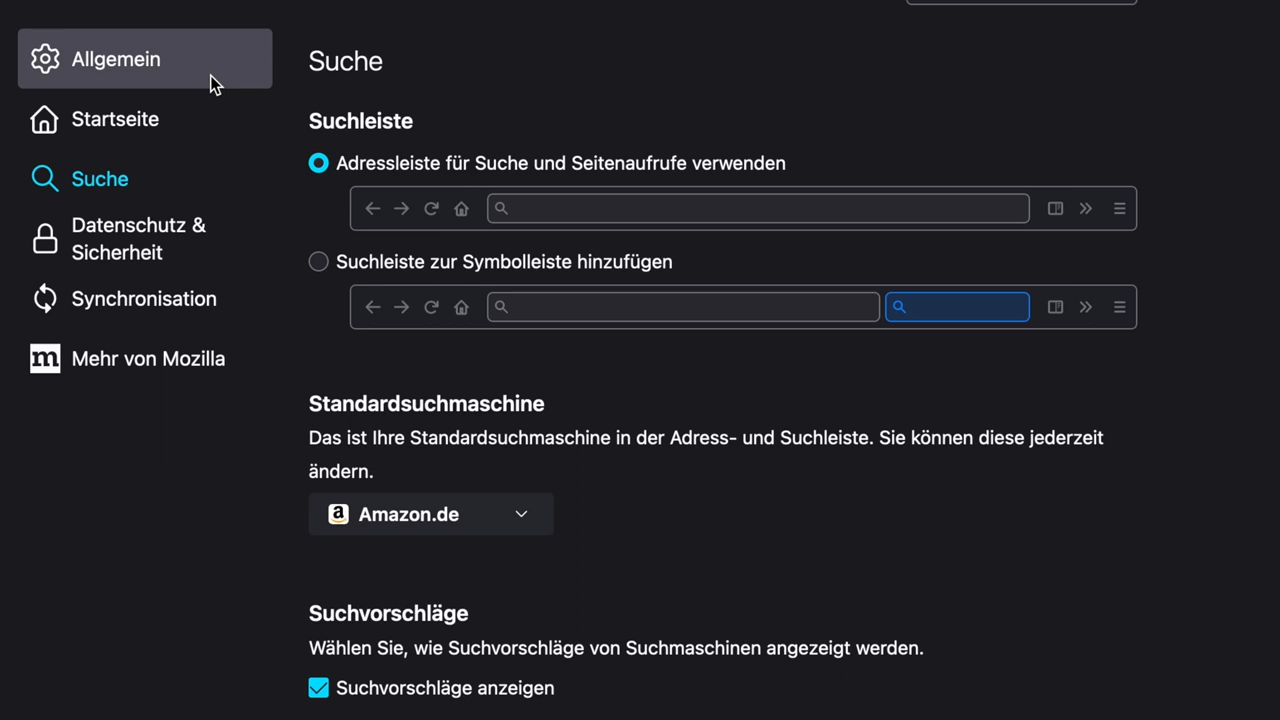 Allgemein
Startseite
Suche
Datenschutz &
Sicherheit
Synchronisation
m Mehr von Mozilla
Suche
Suchleiste
Adressleiste für Suche und Seitenaufrufe verwenden
Suchleiste zur Symbolleiste hinzufügen
Standardsuchmaschine
Das ist Ihre Standardsuchmaschine in der Adress- und Suchleiste. Sie können diese jederzeit
ändern.
a Amazon.de
Suchvorschläge
Wählen Sie, wie Suchvorschläge von Suchmaschinen angezeigt werden.
Suchvorschläge anzeigen